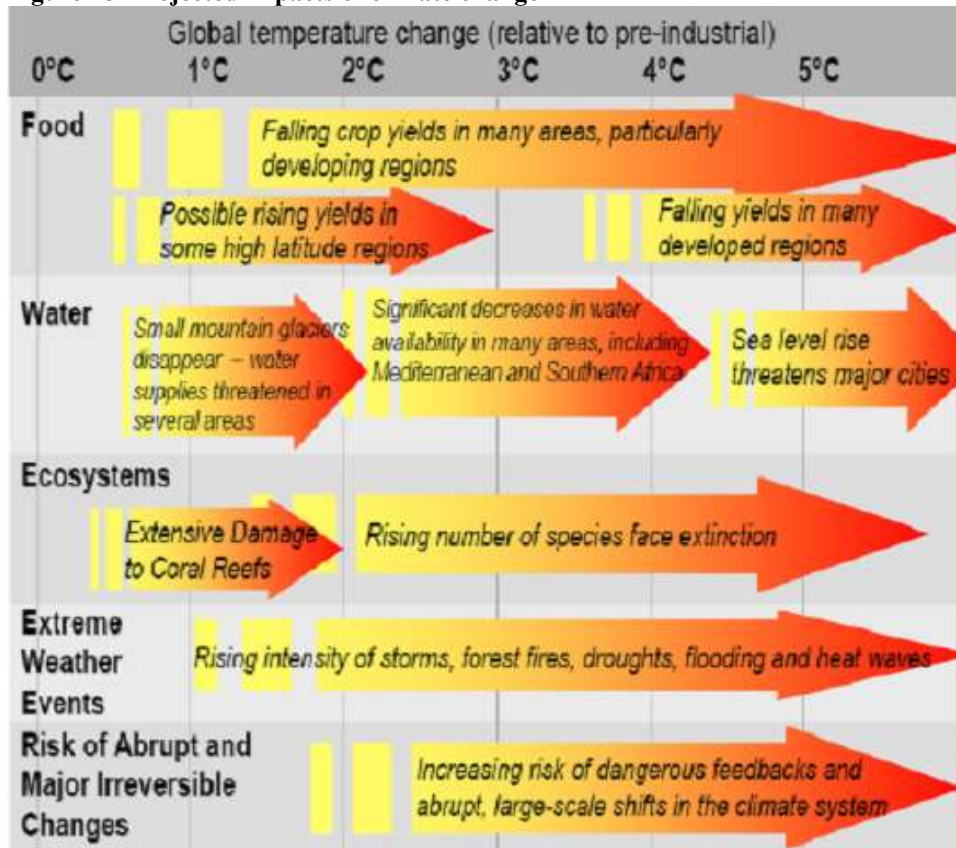 Global temperature change (relative to pre-industrial)
0°C 1°C 2°C 3°C 4°C 5°C
Food
Falling crop yields in many areas, particularly
developing regions
Possible rising yields in
some high latitude regions
Falling yields in many
developed regions
Water
Small mountain glaciers
disappear – water
supplies threatened in
several areas
Significant decreases in water
availability in many areas, including
Mediterranean and Southern Africa
Sea level rise
threatens major cities
Ecosystems
Extensive Damage
to Coral Reefs
Rising number of species face extinction
Extreme
Weather
Events
Rising intensity of storms, forest fires, droughts, flooding and heat waves
Risk of Abrupt and
Major Irreversible
Changes
Increasing risk of dangerous feedbacks and
abrupt, large-scale shifts in the climate system